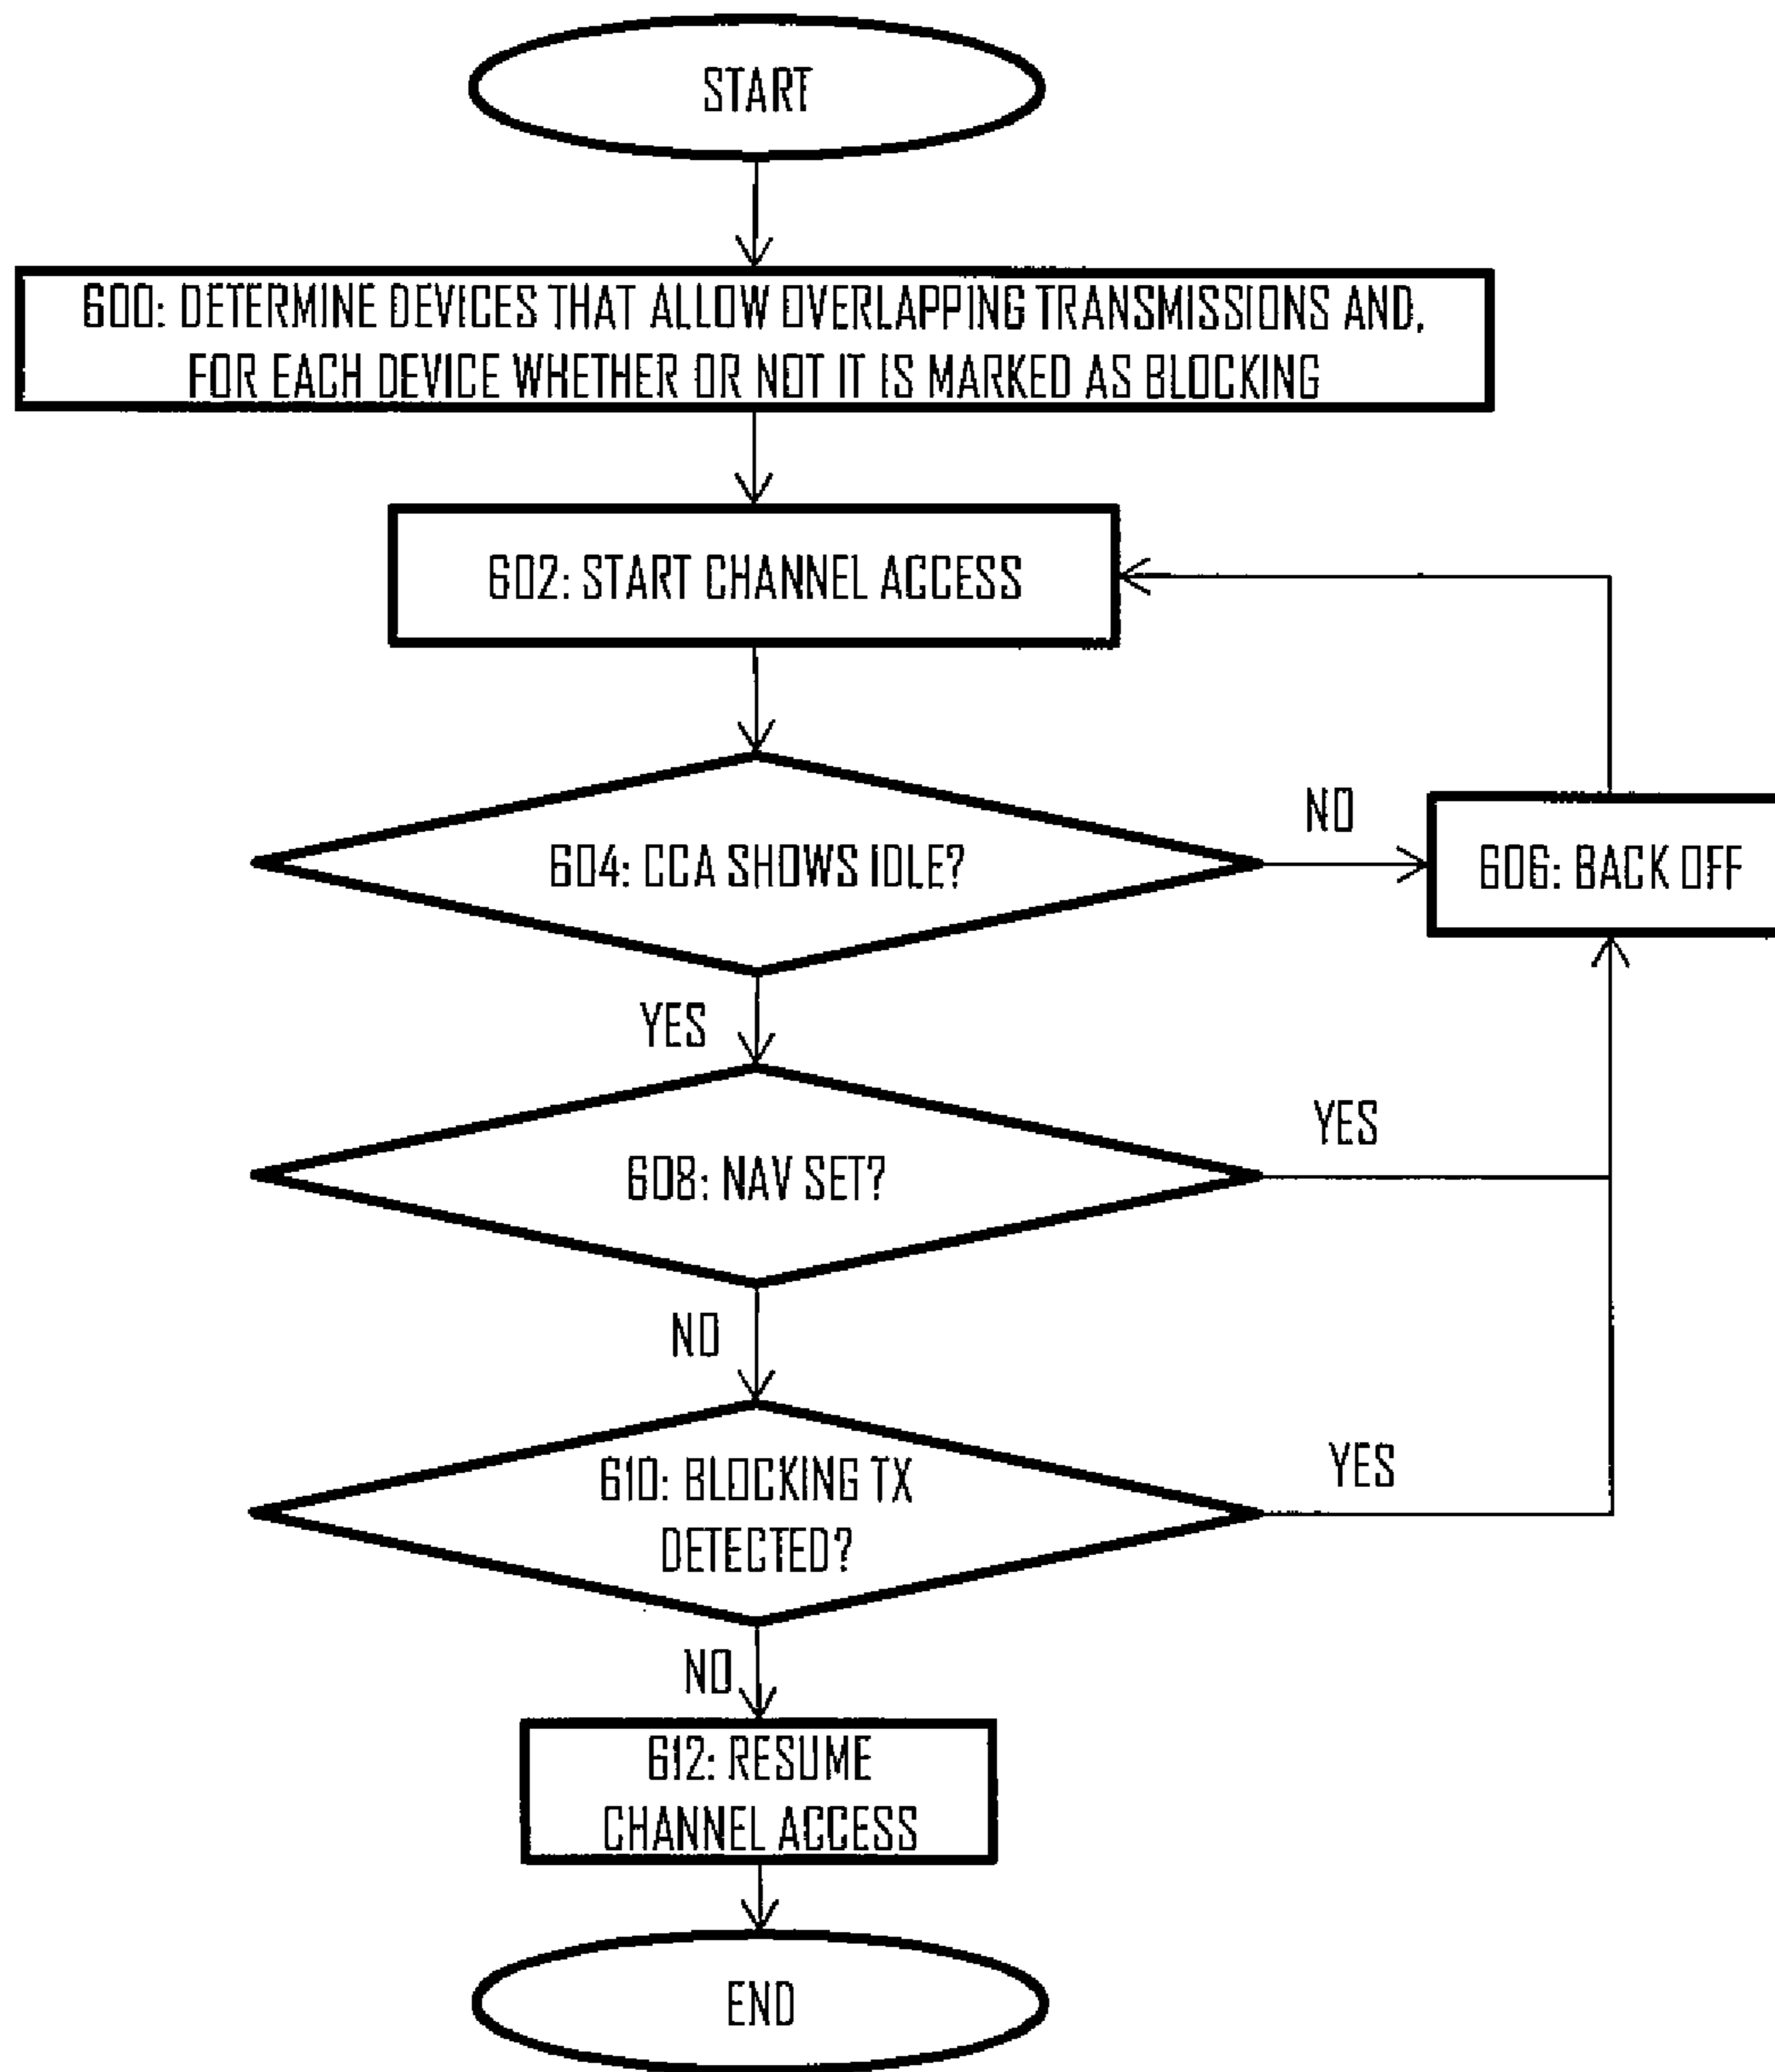 START
600: DETERMINE DEVICES THAT ALLOW OVERLAPPING TRANSMISSIONS AND,
FOR EACH DEVICE WHETHER OR NOT IT IS MARKED AS BLOCKING
602: START CHANNEL ACCESS
604: CCA SHOWS IDLE?
NO
606: BACK OFF
YES
608: NAV SET?
YES
NO
610: BLOCKING TX
DETECTED?
YES
NO
612: RESUME
CHANNEL ACCESS
END